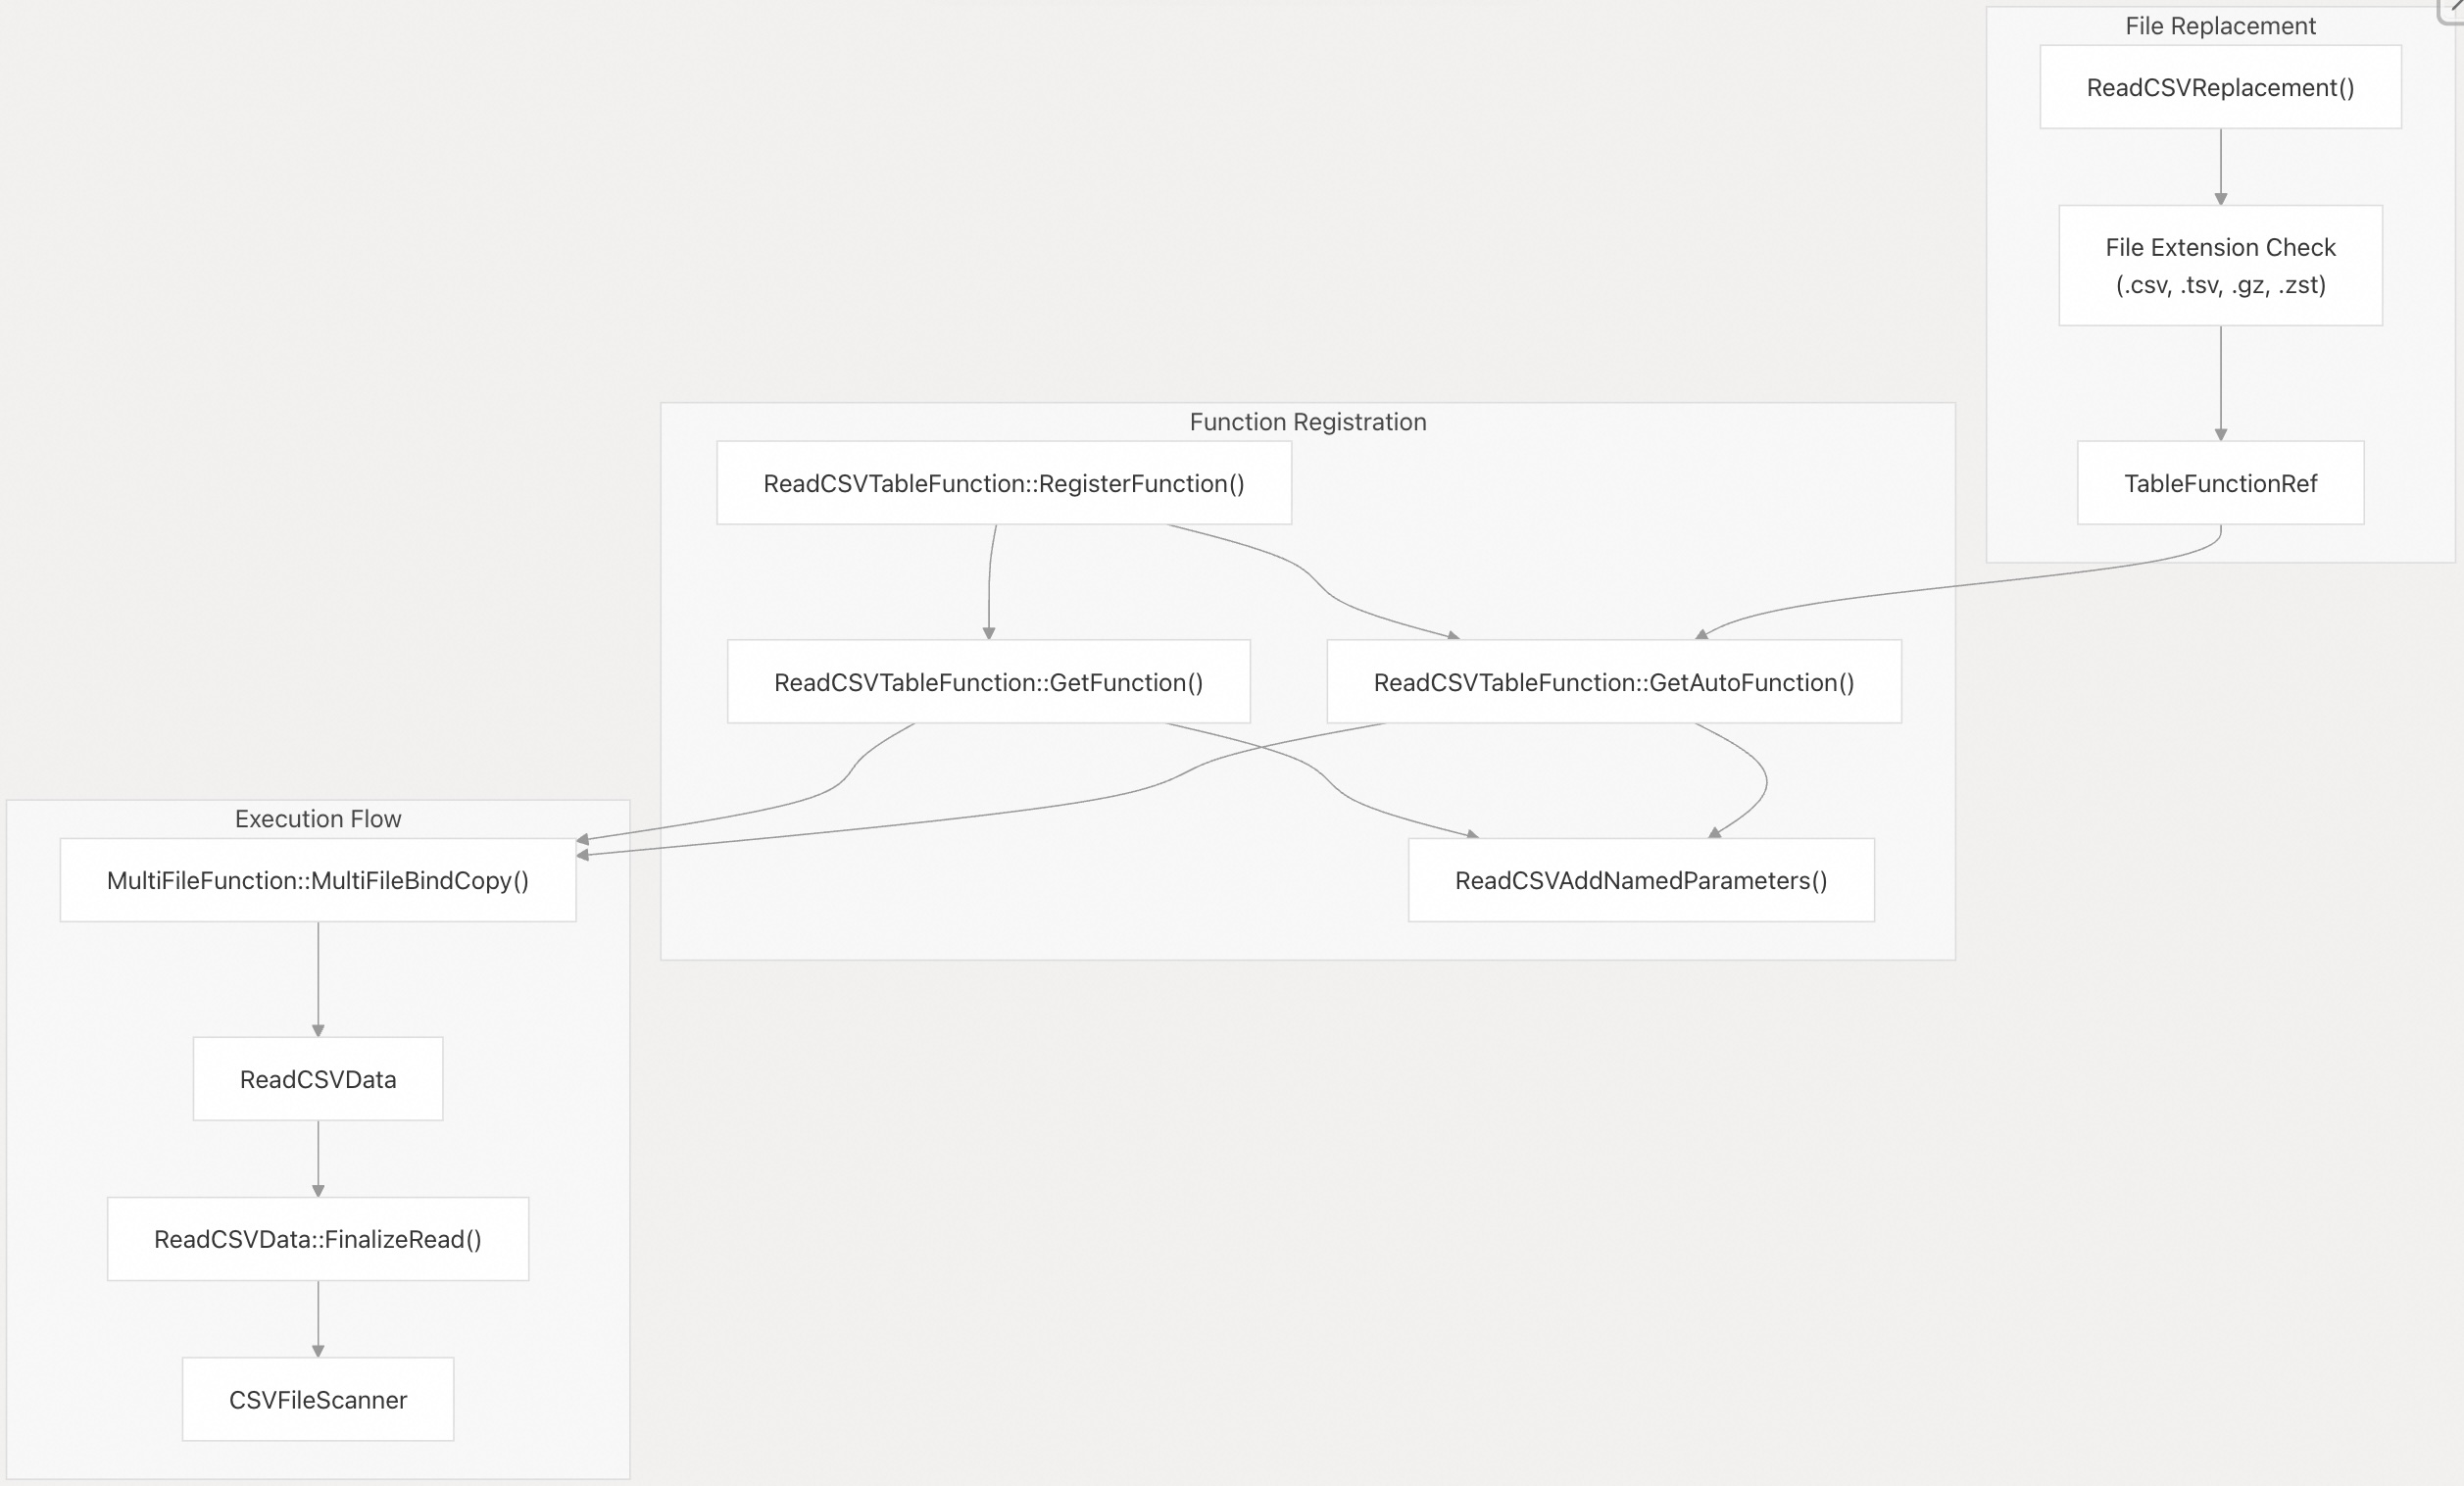 File Replacement
ReadCSVReplacement()
File Extension Check
(.csv, .tsv, .gz, .zst)
TableFunctionRef
Function Registration
ReadCSVTableFunction::RegisterFunction()
ReadCSVTableFunction::GetFunction()
ReadCSVTableFunction::GetAutoFunction()
ReadCSVAddNamedParameters()
Execution Flow
MultiFileFunction::MultiFileBindCopy()
ReadCSVData
ReadCSVData::FinalizeRead()
CSVFileScanner